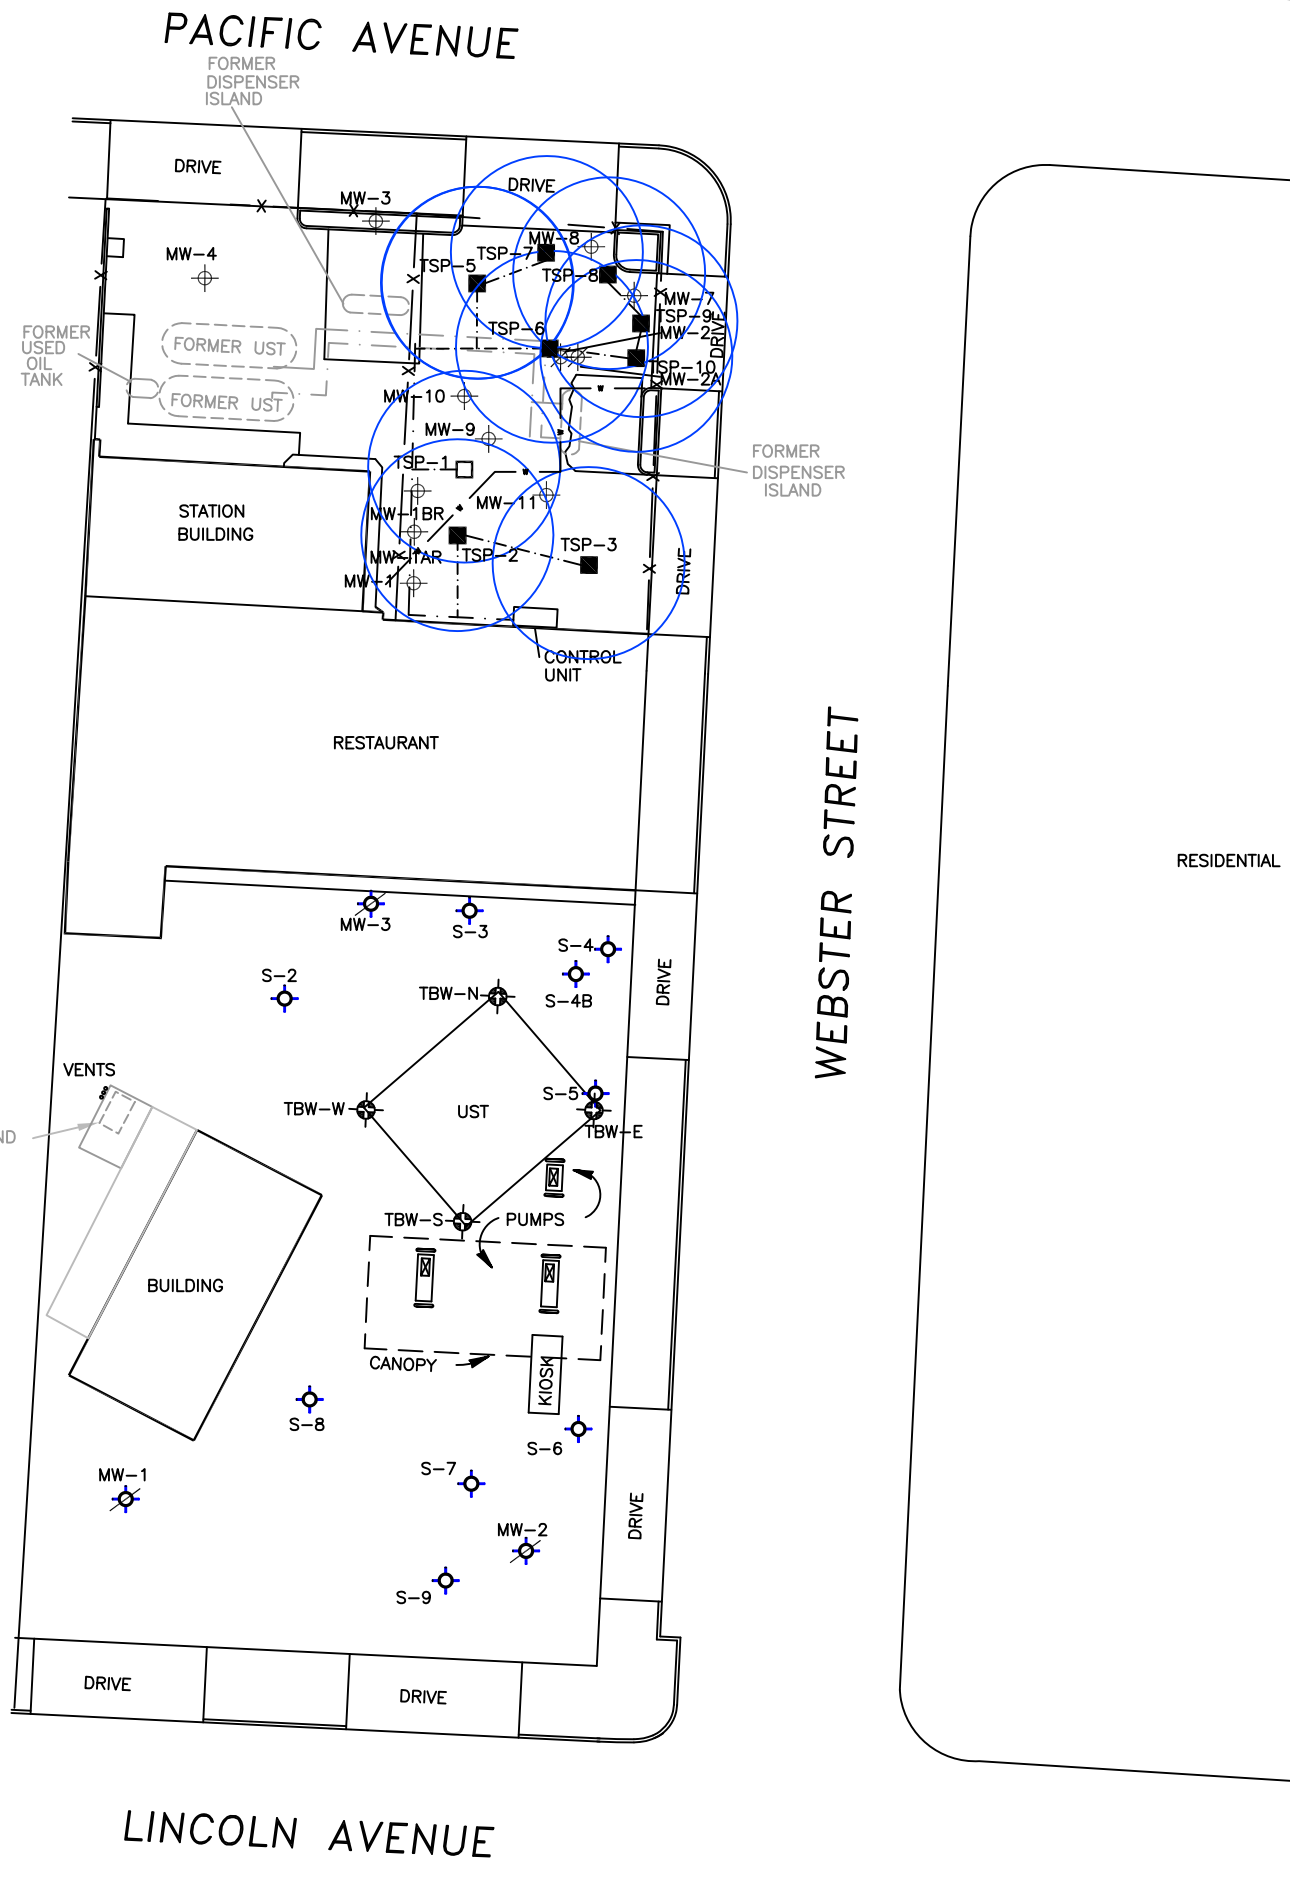 PACIFIC AVENUE
FORMER
DISPENSER
ISLAND
DRIVE
DRIVE
MW-3
MW-4
MW-8
TSP-7
TSP-5
TSP-8
MW-7
TSP-9
MW-2
TSP-6
DRIVE
FORMER
USED
OIL
TANK
FORMER UST
FORMER UST
TSP-10
MW-2A
MW-10
MW-9
TSP-1
FORMER
DISPENSER
ISLAND
STATION
BUILDING
MW-11
MW-1BR
TSP-3
MW-1AR
TSP-2
MW-1
DRIVE
CONTROL
UNIT
RESTAURANT
WEBSTER STREET
RESIDENTIAL
MW-3
S-3
S-4
S-2
S-4B
TBW-N
DRIVE
VENTS
S-5
TBW-W
UST
TBW-E
ND
TBW-S
PUMPS
BUILDING
CANOPY
KIOSK
S-8
S-6
S-7
MW-1
MW-2
DRIVE
S-9
DRIVE
DRIVE
LINCOLN AVENUE